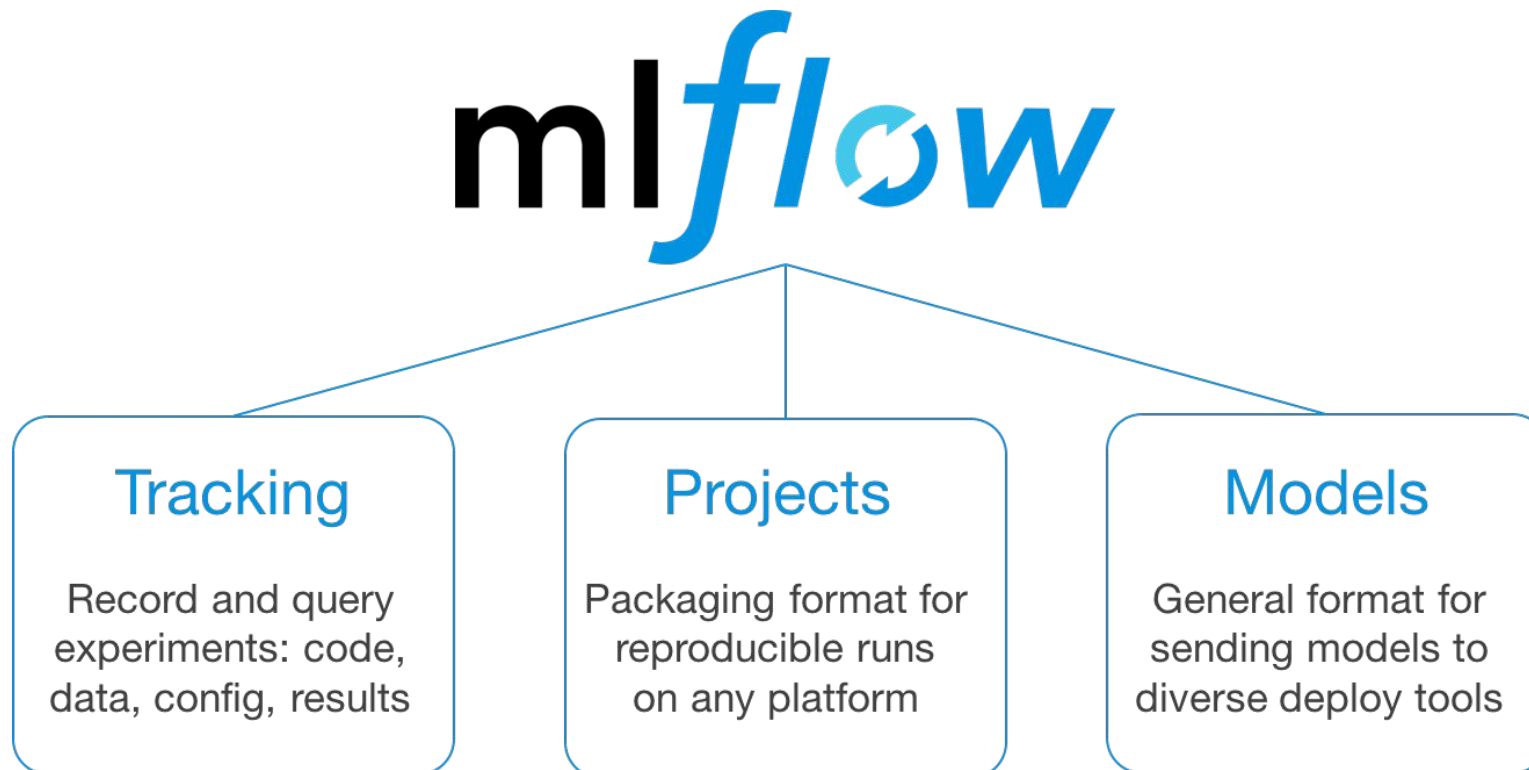 mlflow
Tracking
Record and query
experiments: code,
data, config, results
Projects
Packaging format for
reproducible runs
on any platform
Models
General format for
sending models to
diverse deploy tools